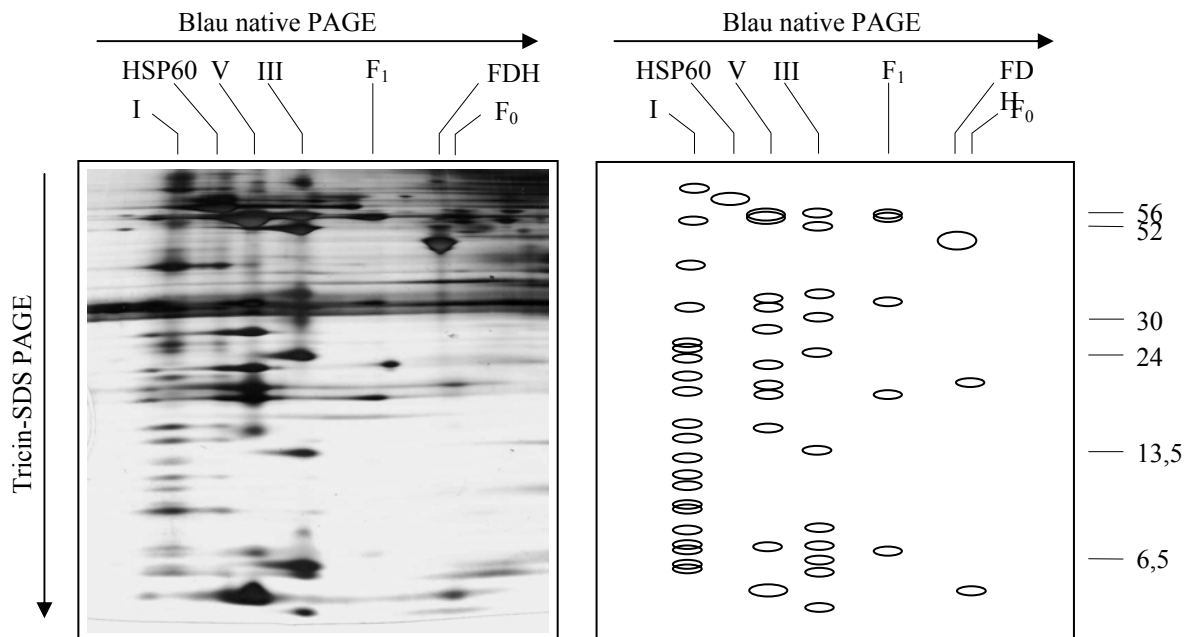 Blau native PAGE
HSP60 V III F₁ FDH
I F₀
Tricin-SDS PAGE
Blau native PAGE
HSP60 V III F₁ FD
H F₀
I
56
52
30
24
13,5
6,5